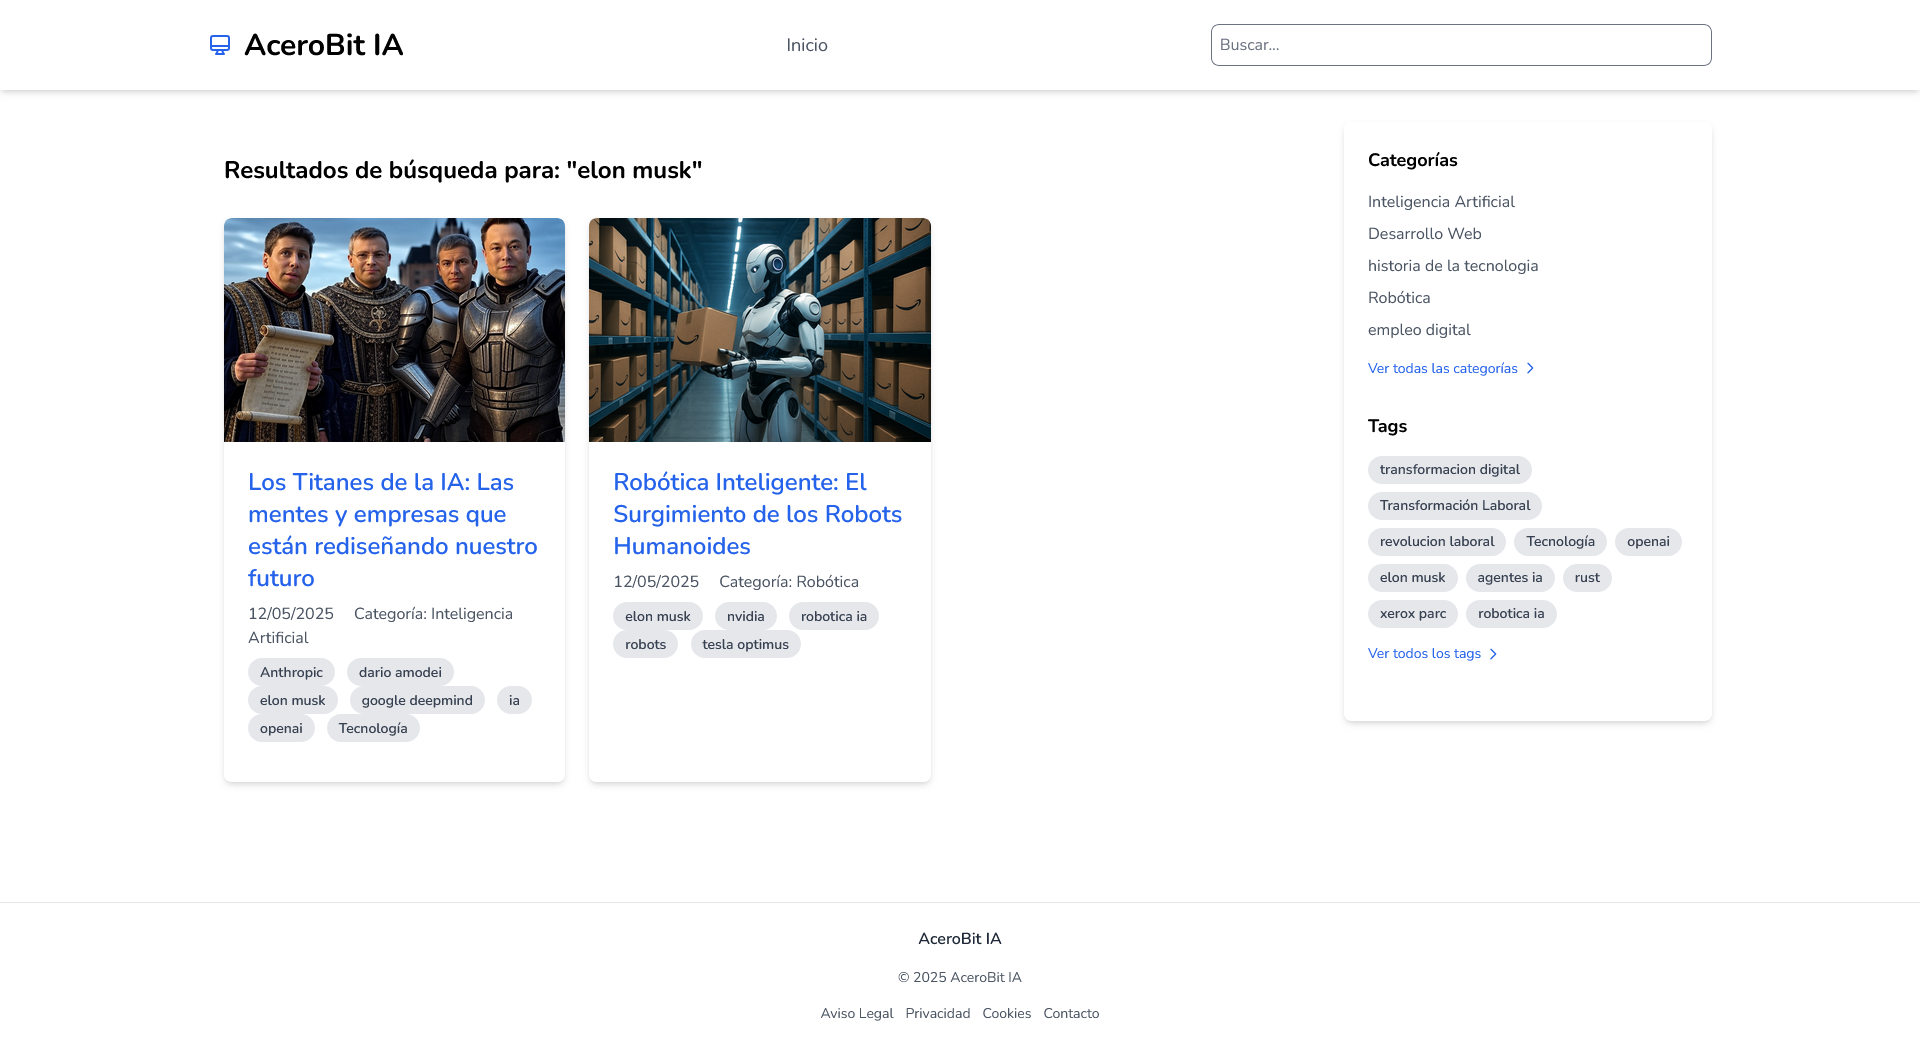 AceroBit IA
Inicio
Buscar...
Resultados de búsqueda para: "elon musk"
Los Titanes de la IA: Las
mentes y empresas que
están rediseñando nuestro
futuro
12/05/2025 Categoría: Inteligencia
Artificial
Anthropic dario amodei
elon musk google deepmind ia
openai Tecnología
Robótica Inteligente: El
Surgimiento de los Robots
Humanoides
12/05/2025 Categoría: Robótica
elon musk nvidia robotica ia
robots tesla optimus
Categorías
Inteligencia Artificial
Desarrollo Web
historia de la tecnologia
Robótica
empleo digital
Ver todas las categorías
Tags
transformacion digital
Transformación Laboral
revolucion laboral Tecnología openai
elon musk agentes ia rust
xerox parc robotica ia
Ver todos los tags
AceroBit IA
© 2025 AceroBit IA
Aviso Legal Privacidad Cookies Contacto